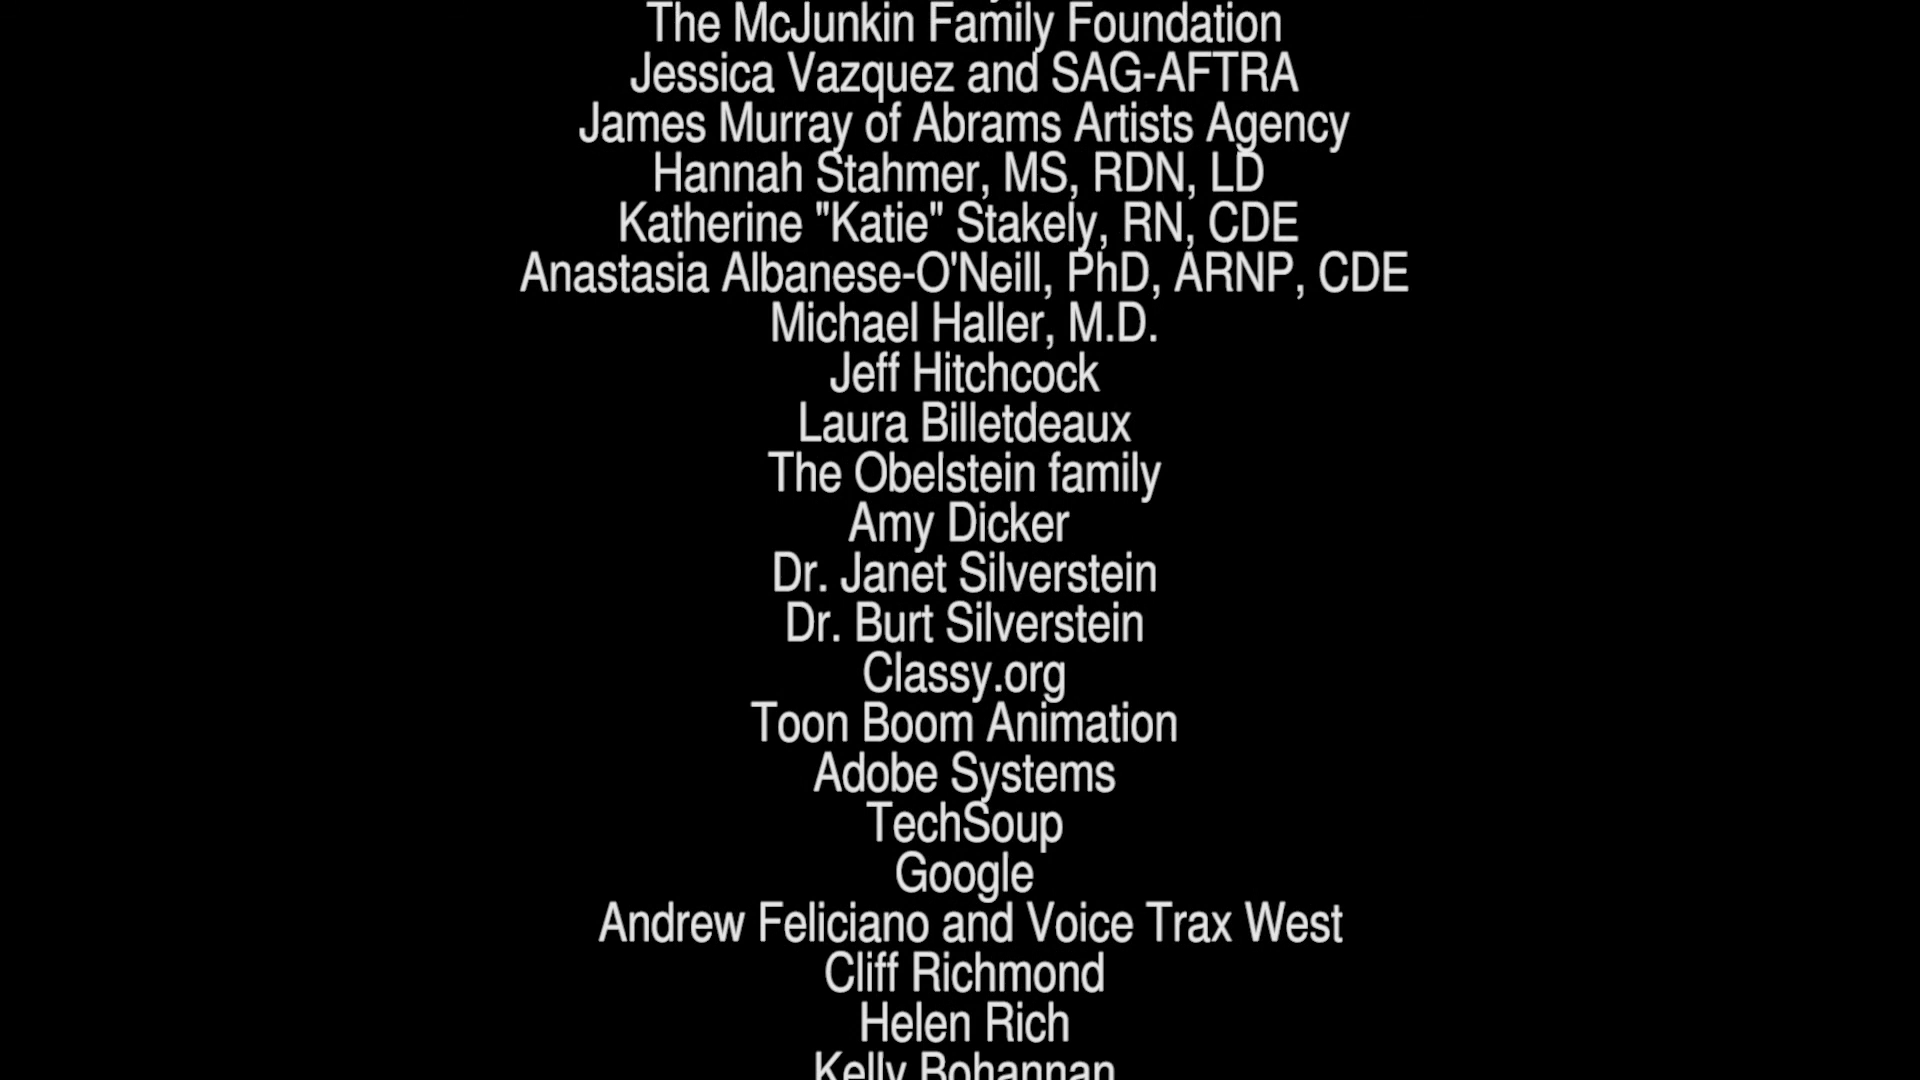 The McJunkin Family Foundation
Jessica Vazquez and SAG-AFTRA
James Murray of Abrams Artists Agency
Hannah Stahmer, MS, RDN, LD
Katherine "Katie" Stakely, RN, CDE
Anastasia Albanese-O'Neill, PhD, ARNP, CDE
Michael Haller, M.D.
Jeff Hitchcock
Laura Billetdeaux
The Obelstein family
Amy Dicker
Dr. Janet Silverstein
Dr. Burt Silverstein
Classy.org
Toon Boom Animation
Adobe Systems
TechSoup
Google
Andrew Feliciano and Voice Trax West
Cliff Richmond
Helen Rich
Kelly Bohannan